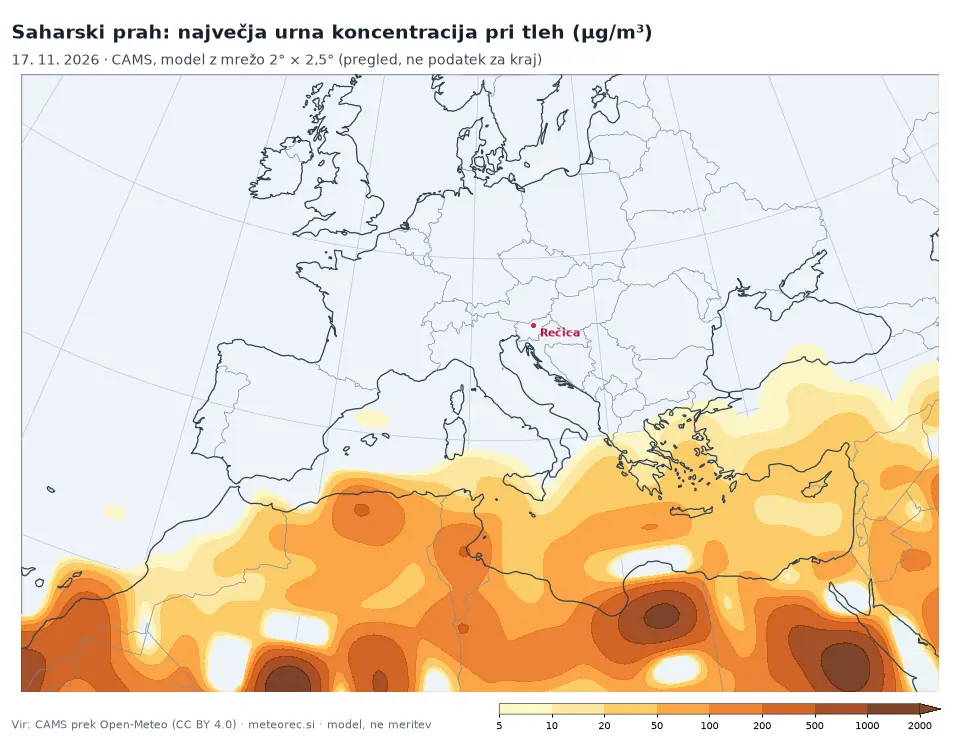 Saharski prah: največja urna koncentracija pri tleh (µg/m³)
17. 11. 2026 · CAMS, model z mrežo 2° × 2,5° (pregled, ne podatek za kraj)
Rečica
Vir: CAMS prek Open-Meteo (CC BY 4.0) · meteorec.si · model, ne meritev
5 10 20 50 100 200 500 1000 2000